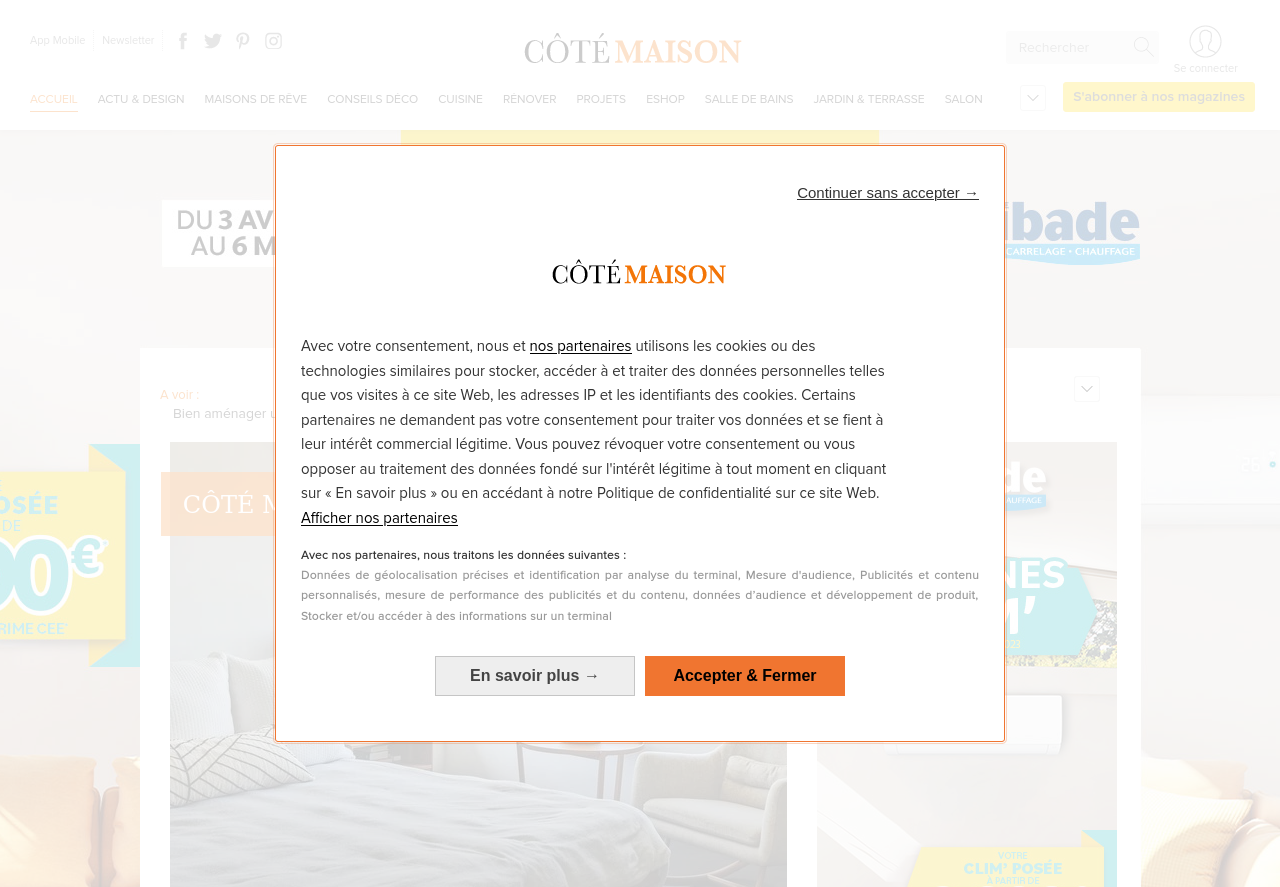 App Mobile
Newsletter
CÔTÉ MAISON
Rechercher
Se connecter
ACCUEIL
ACTU & DESIGN
MAISONS DE RÊVE
CONSEILS DÉCO
CUISINE
RÉNOVER
PROJETS
ESHOP
SALLE DE BAINS
JARDIN & TERRASSE
SALON
S'abonner à nos magazines
DU 3 AV
AU 6 M
ibade
CARRELAGE • CHAUFFAGE
Continuer sans accepter →
CÔTÉ MAISON
Avec votre consentement, nous et nos partenaires utilisons les cookies ou des
technologies similaires pour stocker, accéder à et traiter des données personnelles telles
que vos visites à ce site Web, les adresses IP et les identifiants des cookies. Certains
partenaires ne demandent pas votre consentement pour traiter vos données et se fient à
leur intérêt commercial légitime. Vous pouvez révoquer votre consentement ou vous
opposer au traitement des données fondé sur l'intérêt légitime à tout moment en cliquant
sur « En savoir plus » ou en accédant à notre Politique de confidentialité sur ce site Web.
Afficher nos partenaires
Avec nos partenaires, nous traitons les données suivantes :
Données de géolocalisation précises et identification par analyse du terminal, Mesure d'audience, Publicités et contenu
personnalisés, mesure de performance des publicités et du contenu, données d’audience et développement de produit,
Stocker et/ou accéder à des informations sur un terminal
En savoir plus →
Accepter & Fermer
A voir :
Bien aménager u
CÔTÉ M
OSÉE
DE
00€
PRIME CEE*
ade
AUFFAGE
NES
M'
VOTRE
CLIM' POSÉE
À PARTIR DE